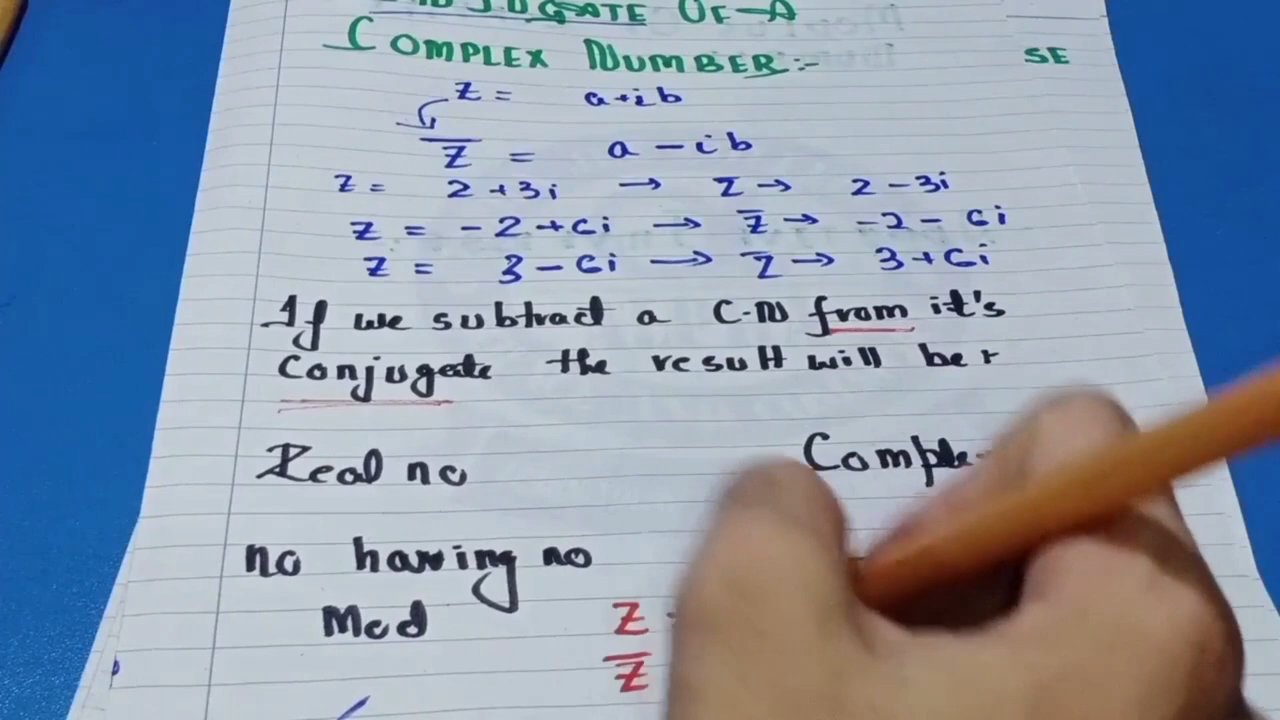 OF A
COMPLEX NUMBER:-
SE
Z = a+ib
Z̅ = a-ib
Z = 2+3i → Z̅ → 2-3i
Z = -2+6i → Z̅ → -2-6i
Z = 3-6i → Z̅ → 3+6i
If we subtract a C-N from it's
Conjugate the result will be
Real no
no having no
Mod
Z
Z̅